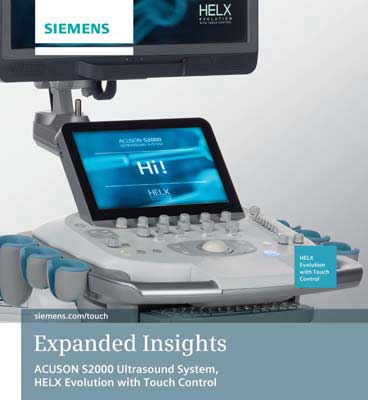 SIEMENS
HELX
EVOLUTION
WITH TOUCH CONTROL
ACUSON S2000
ULTRASOUND SYSTEM
Hi!
HELX
HELX
Evolution
with Touch
Control
siemens.com/touch
Expanded Insights
ACUSON S2000 Ultrasound System,
HELX Evolution with Touch Control